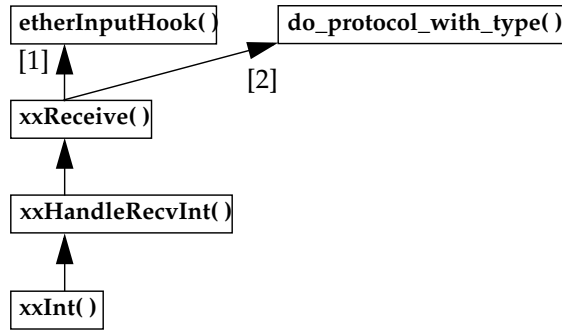 etherInputHook( )
do_protocol_with_type( )
[1]
[2]
xxReceive( )
xxHandleRecvInt( )
xxInt( )